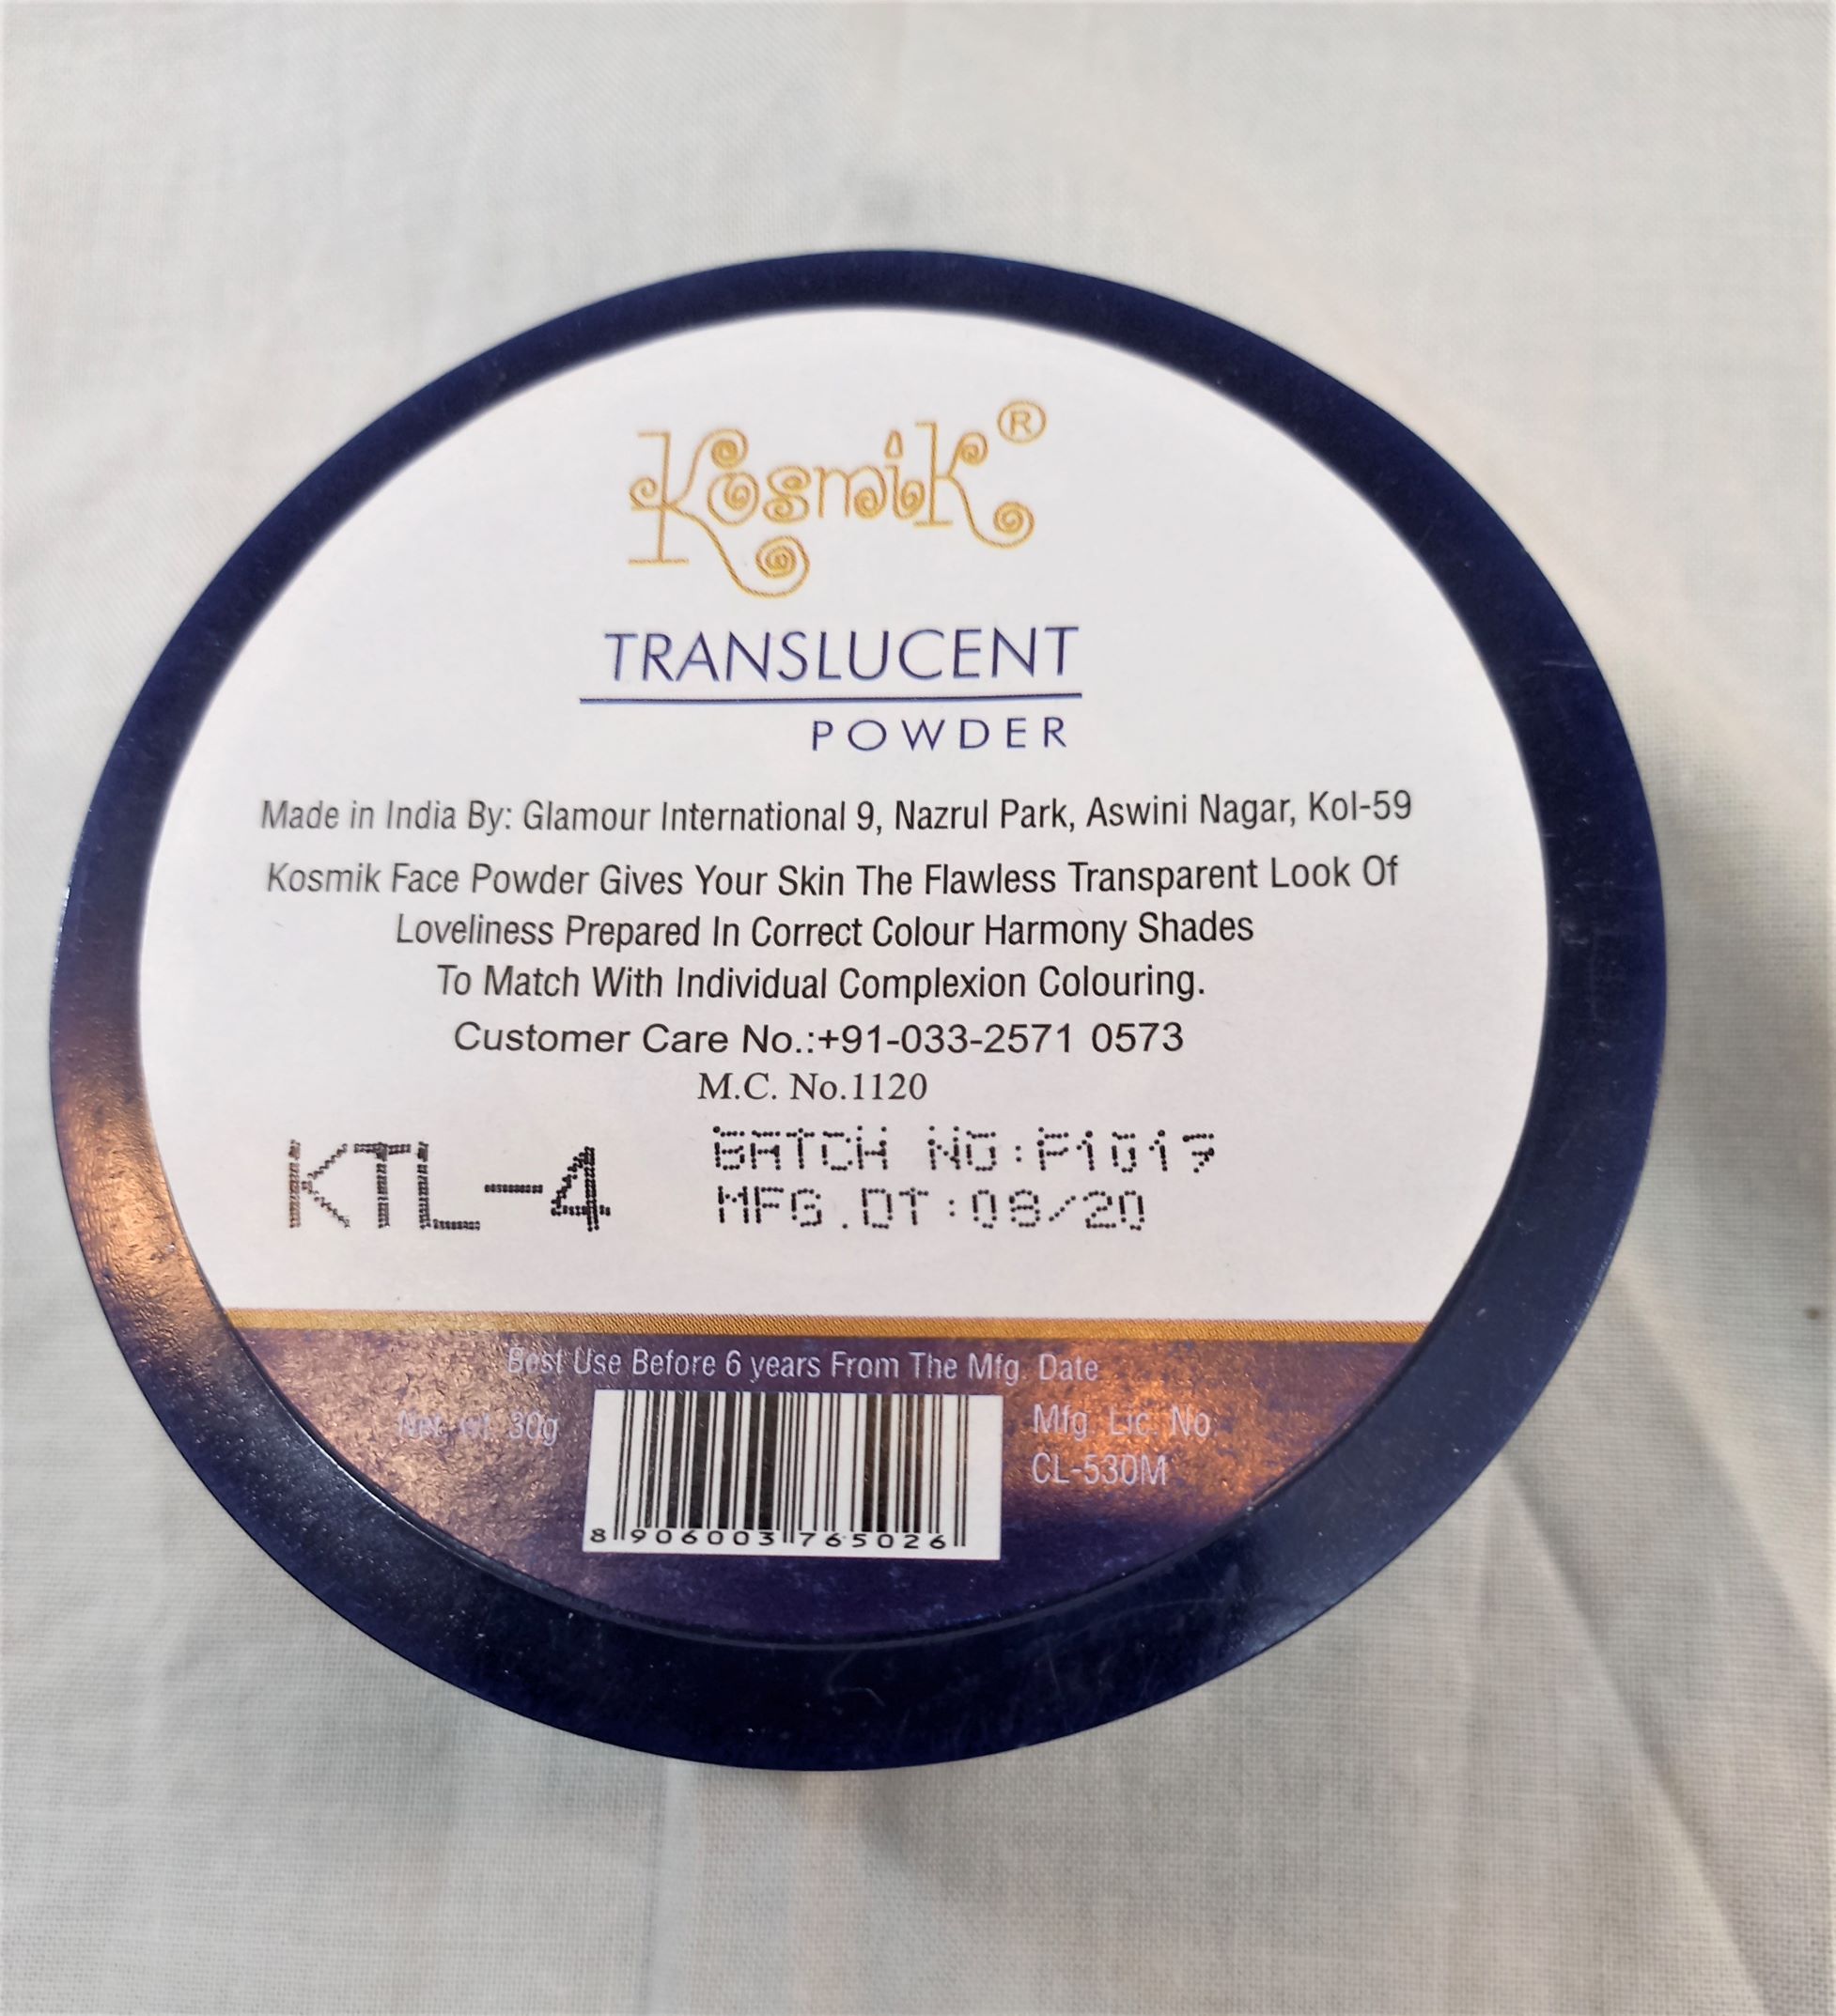 Kosmik®
TRANSLUCENT
POWDER
Made in India By: Glamour International 9, Nazrul Park, Aswini Nagar, Kol-59
Kosmik Face Powder Gives Your Skin The Flawless Transparent Look Of
Loveliness Prepared In Correct Colour Harmony Shades
To Match With Individual Complexion Colouring.
Customer Care No.:+91-033-2571 0573
M.C. No.1120
KTL-4
BATCH NO:
MFG.DT:08/20
Best Use Before 6 years From The Mfg. Date
Net. wt. 30g
Mfg. Lic. No.
CL-530M
8 906003 765026